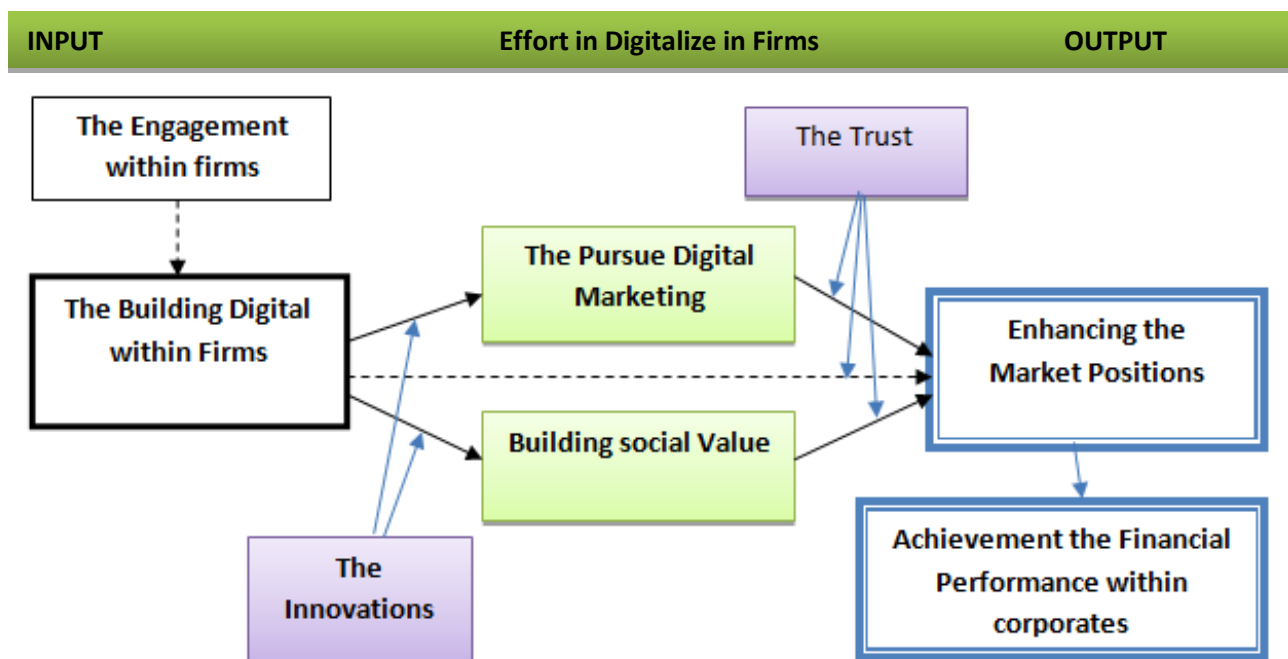 INPUT
Effort in Digitalize in Firms
OUTPUT
The Engagement
within firms
The Trust
The Pursue Digital
Marketing
The Building Digital
within Firms
Enhancing the
Market Positions
Building social Value
The
Innovations
Achievement the Financial
Performance within
corporates